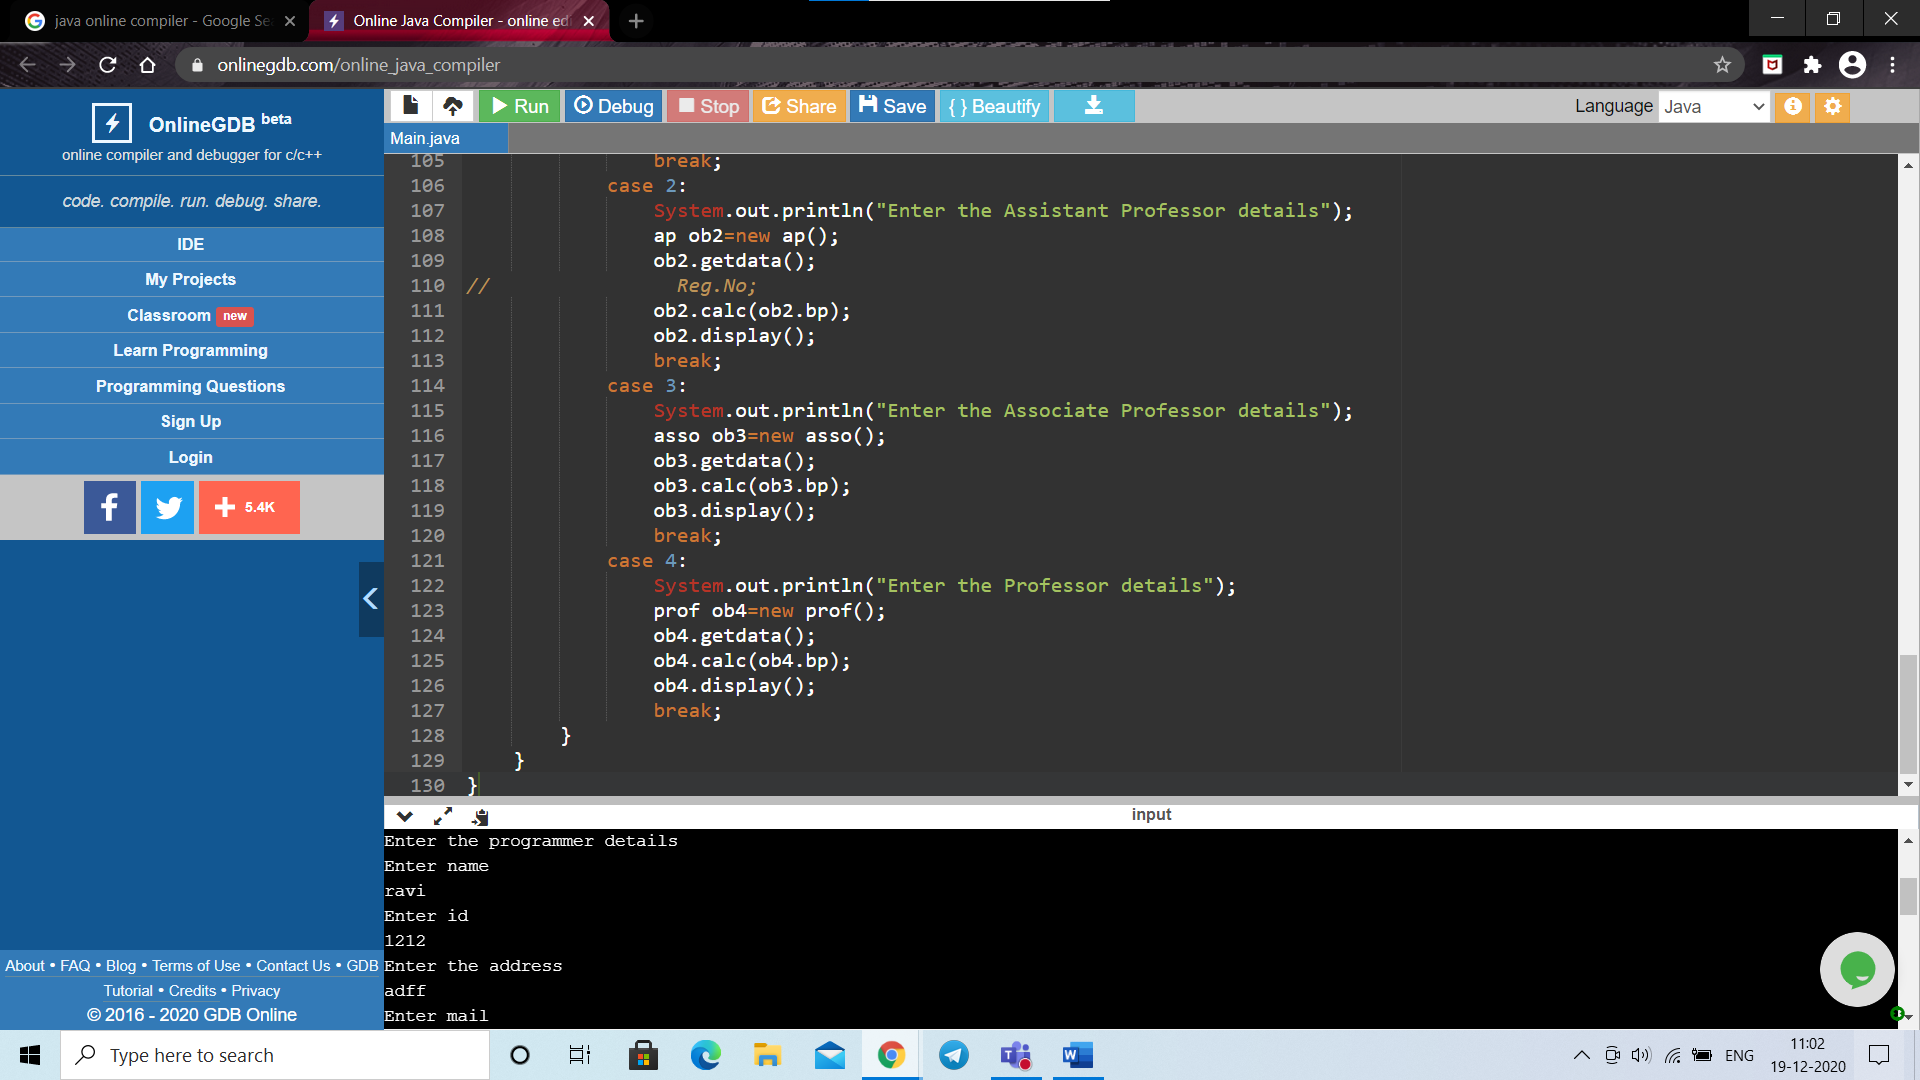 java online compiler - Google Se
Online Java Compiler - online edi
onlinegdb.com/online_java_compiler
OnlineGDB beta
online compiler and debugger for c/c++
code. compile. run. debug. share.
IDE
My Projects
Classroom new
Learn Programming
Programming Questions
Sign Up
Login
5.4K
About • FAQ • Blog • Terms of Use • Contact Us • GDB
Tutorial • Credits • Privacy
© 2016 - 2020 GDB Online
Run Debug Stop Share Save { } Beautify Language Java
Main.java
105 break;
106 case 2:
107 System.out.println("Enter the Assistant Professor details");
108 ap ob2=new ap();
109 ob2.getdata();
110 // Reg.No;
111 ob2.calc(ob2.bp);
112 ob2.display();
113 break;
114 case 3:
115 System.out.println("Enter the Associate Professor details");
116 asso ob3=new asso();
117 ob3.getdata();
118 ob3.calc(ob3.bp);
119 ob3.display();
120 break;
121 case 4:
122 System.out.println("Enter the Professor details");
123 prof ob4=new prof();
124 ob4.getdata();
125 ob4.calc(ob4.bp);
126 ob4.display();
127 break;
128 }
129 }
130 }
input
Enter the programmer details
Enter name
ravi
Enter id
1212
Enter the address
adff
Enter mail
Type here to search
ENG
11:02
19-12-2020